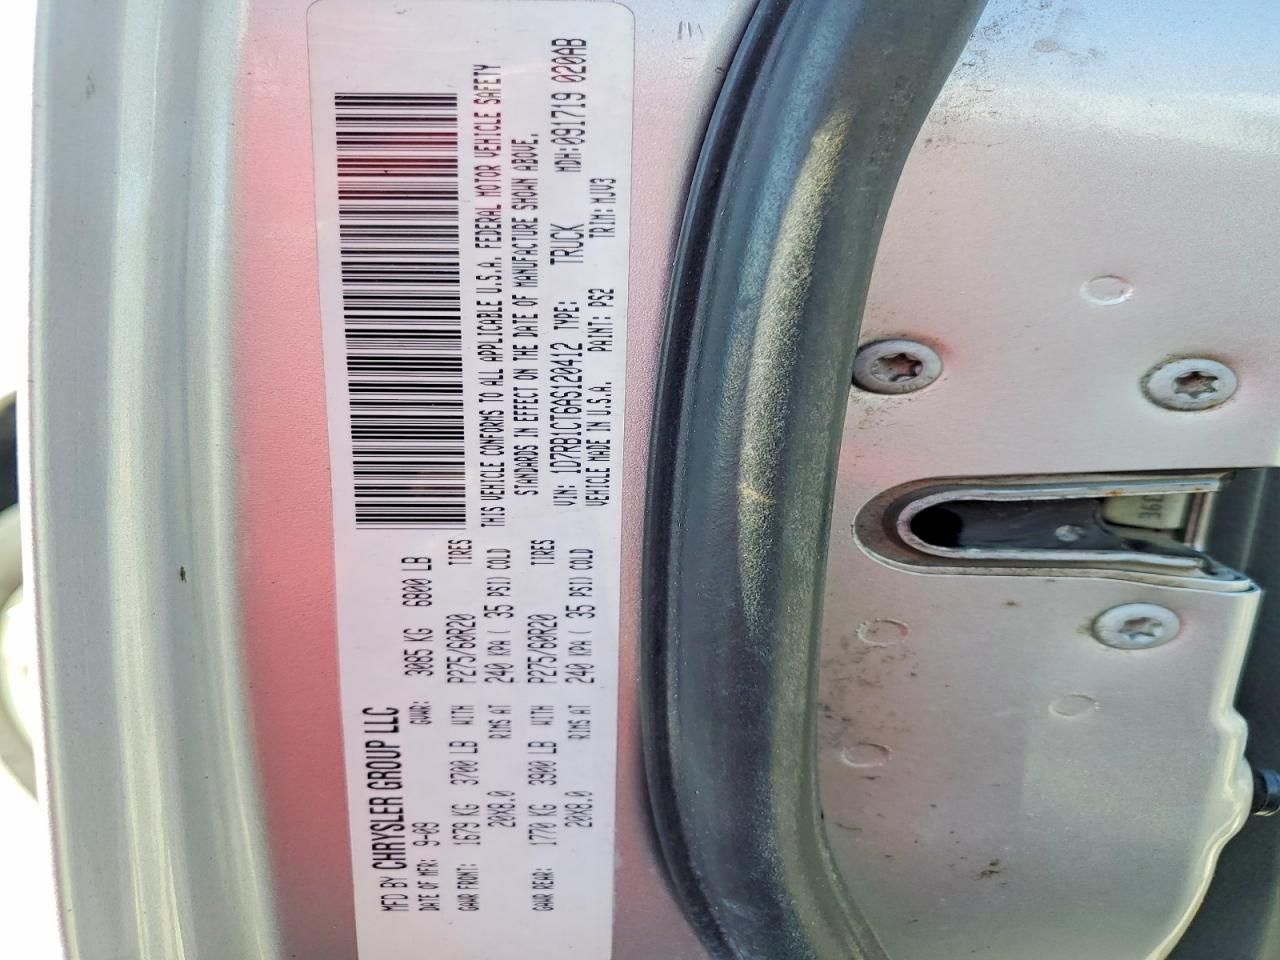 MFD BY CHRYSLER GROUP LLC
DATE OF MFR: 9-09 GVWR: 3085 KG 6800 LB
GAWR FRONT: 1679 KG 3700 LB WITH P275/60R20 TIRES
20X8.0 RIMS AT 240 KPA ( 35 PSI) COLD
GAWR REAR: 1770 KG 3900 LB WITH P275/60R20 TIRES
20X8.0 RIMS AT 240 KPA ( 35 PSI) COLD
THIS VEHICLE CONFORMS TO ALL APPLICABLE U.S.A. FEDERAL MOTOR VEHICLE SAFETY
STANDARDS IN EFFECT ON THE DATE OF MANUFACTURE SHOWN ABOVE.
VIN: 1D7RB1CT6AS120412 TYPE: TRUCK MDH:091719 020AB
VEHICLE MADE IN U.S.A. PAINT: PS2 TRIM: MJV3